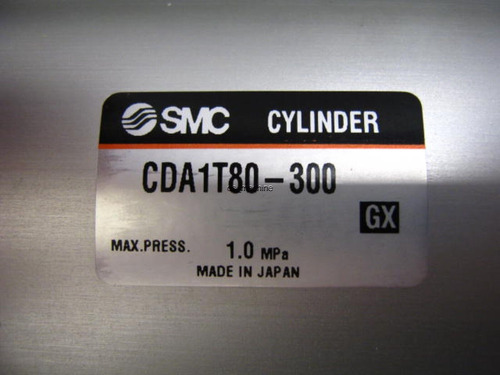 SMC CYLINDER
CDA1T80-300
GX
MAX.PRESS. 1.0 MPa
MADE IN JAPAN